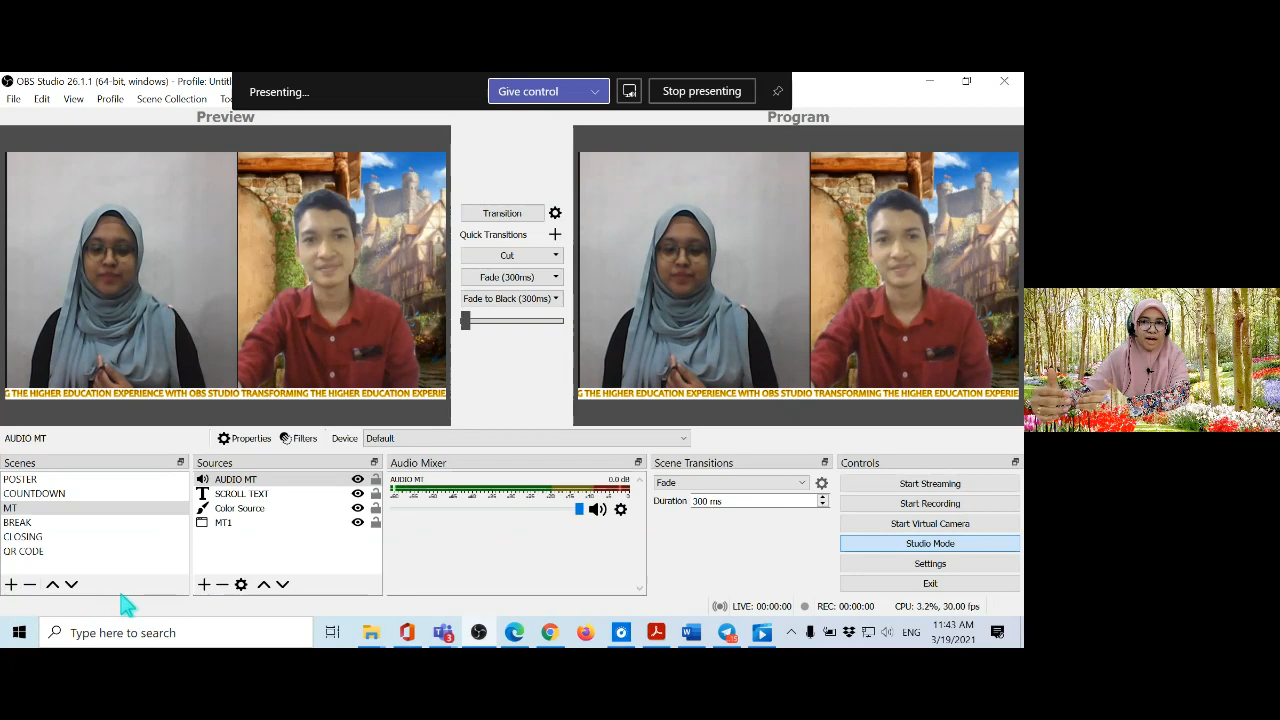 OBS Studio 26.1.1 (64-bit, windows) - Profile: Untitl
Presenting...
Give control
Stop presenting
File Edit View Profile Scene Collection
Preview
Program
G THE HIGHER EDUCATION EXPERIENCE WITH OBS STUDIO TRANSFORMING THE HIGHER EDUCATION EXPERIE
G THE HIGHER EDUCATION EXPERIENCE WITH OBS STUDIO TRANSFORMING THE HIGHER EDUCATION EXPERIE
Transition
Quick Transitions
Cut
Fade (300ms)
Fade to Black (300ms)
AUDIO MT
Properties
Filters
Device
Default
Scenes
POSTER
COUNTDOWN
MT
BREAK
CLOSING
QR CODE
Sources
AUDIO MT
SCROLL TEXT
Color Source
MT1
Audio Mixer
AUDIO MT
0.0 dB
Scene Transitions
Fade
Duration
300 ms
Controls
Start Streaming
Start Recording
Start Virtual Camera
Studio Mode
Settings
Exit
LIVE: 00:00:00
REC: 00:00:00
CPU: 3.2%, 30.00 fps
Type here to search
ENG
11:43 AM
3/19/2021